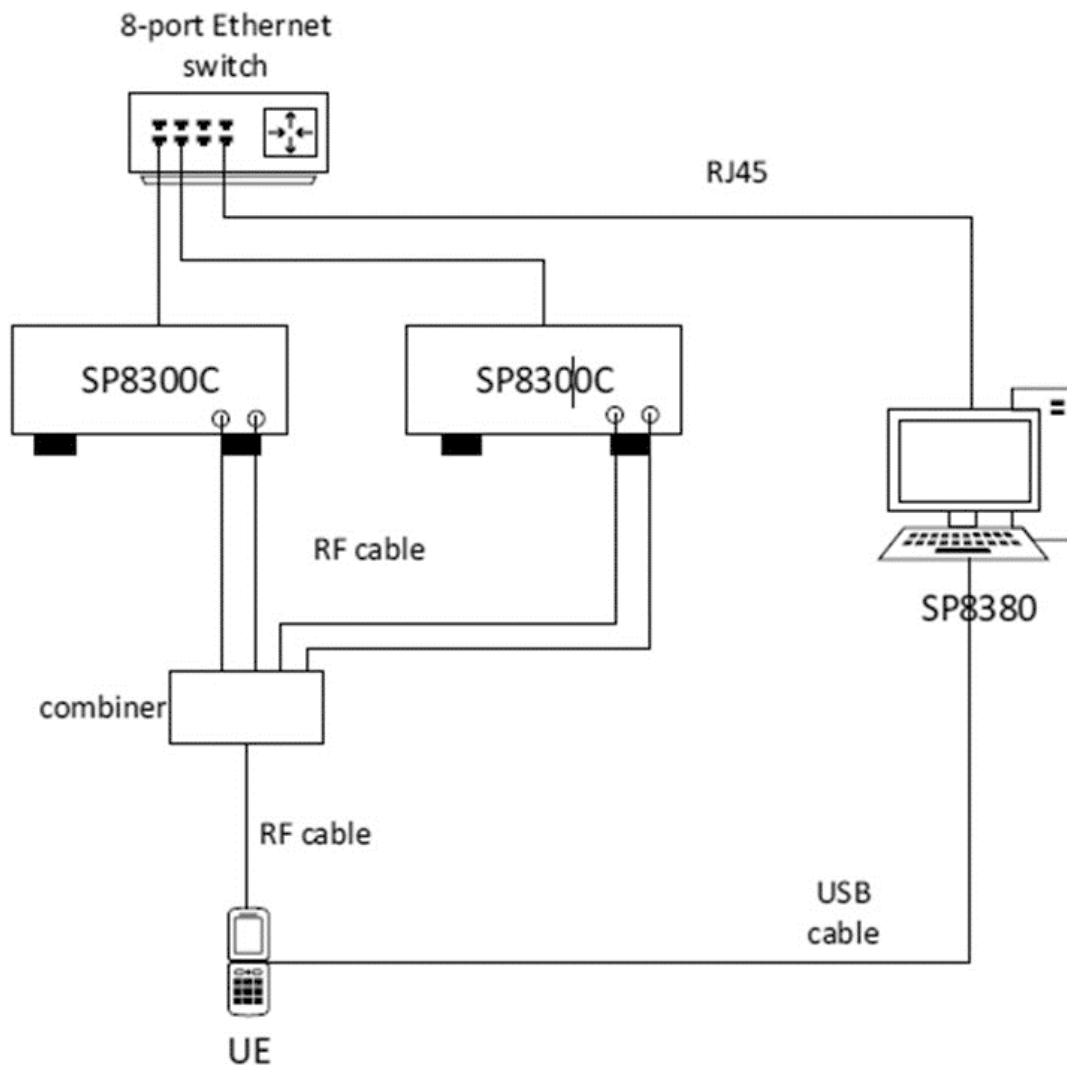 8-port Ethernet
switch
RJ45
SP8300C
SP8300C
RF cable
SP8380
combiner
RF cable
USB
cable
UE